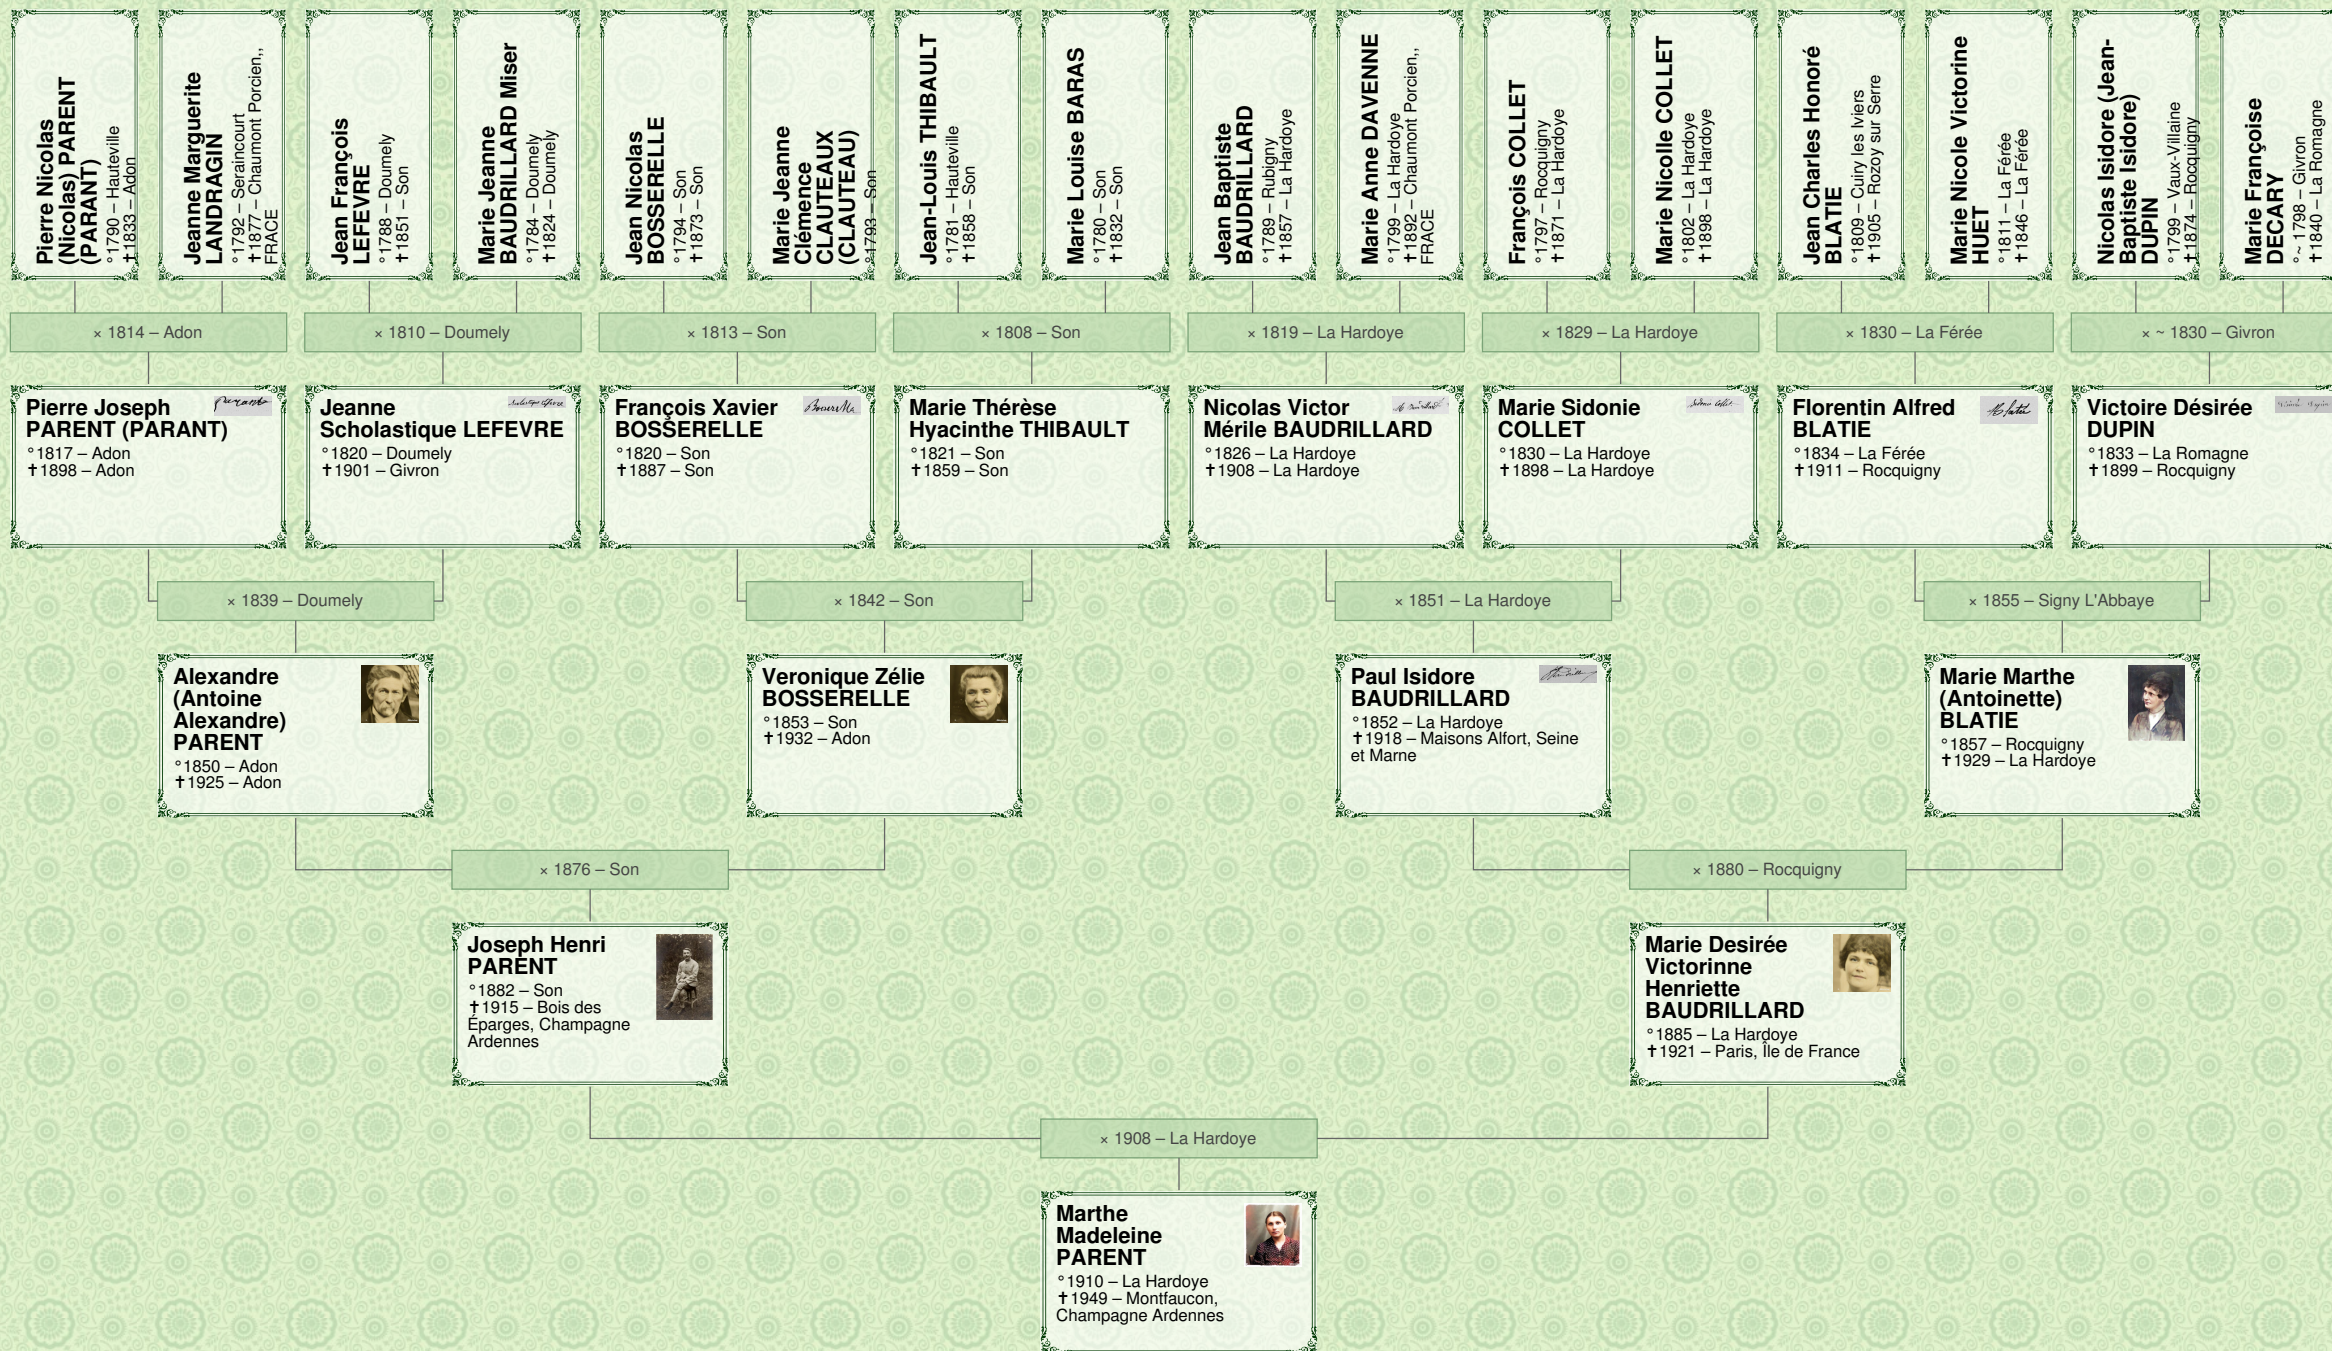 Pierre Nicolas
(Nicolas) PARENT
(PARANT)
°1790 – Hauteville
✝1833 – Adon
Jeanne Marguerite
LANDRAGIN
°1792 – Seraincourt
✝1877 – Chaumont Porcien,,
FRACE
Jean François
LEFEVRE
°1788 – Doumely
✝1851 – Son
Marie Jeanne
BAUDRILLARD Miser
°1784 – Doumely
✝1824 – Doumely
Jean Nicolas
BOSSERELLE
°1794 – Son
✝1873 – Son
Marie Jeanne
Clémence
CLAUTEAUX
(CLAUTEAU)
°1793 – Son
Jean-Louis THIBAULT
°1781 – Hauteville
✝1858 – Son
Marie Louise BARAS
°1780 – Son
✝1832 – Son
Jean Baptiste
BAUDRILLARD
°1789 – Rubigny
✝1857 – La Hardoye
Marie Anne DAVENNE
°1799 – La Hardoye
✝1892 – Chaumont Porcien,,
FRACE
François COLLET
°1797 – Rocquigny
✝1871 – La Hardoye
Marie Nicolle COLLET
°1802 – La Hardoye
✝1898 – La Hardoye
Jean Charles Honoré
BLATIE
°1809 – Cuiry les Iviers
✝1905 – Rozoy sur Serre
Marie Nicole Victorine
HUET
°1811 – La Férée
✝1846 – La Férée
Nicolas Isidore (Jean-
Baptiste Isidore)
DUPIN
°1799 – Vaux-Villaine
✝1874 – Rocquigny
Marie Françoise
DECARY
°~ 1798 – Givron
✝1840 – La Romagne
× 1814 – Adon
× 1810 – Doumely
× 1813 – Son
× 1808 – Son
× 1819 – La Hardoye
× 1829 – La Hardoye
× 1830 – La Férée
× ~ 1830 – Givron
Pierre Joseph
PARENT (PARANT)
°1817 – Adon
✝1898 – Adon
Jeanne
Scholastique LEFEVRE
°1820 – Doumely
✝1901 – Givron
François Xavier
BOSSERELLE
°1820 – Son
✝1887 – Son
Marie Thérèse
Hyacinthe THIBAULT
°1821 – Son
✝1859 – Son
Nicolas Victor
Mérile BAUDRILLARD
°1826 – La Hardoye
✝1908 – La Hardoye
Marie Sidonie
COLLET
°1830 – La Hardoye
✝1898 – La Hardoye
Florentin Alfred
BLATIE
°1834 – La Férée
✝1911 – Rocquigny
Victoire Désirée
DUPIN
°1833 – La Romagne
✝1899 – Rocquigny
× 1839 – Doumely
× 1842 – Son
× 1851 – La Hardoye
× 1855 – Signy L'Abbaye
Alexandre
(Antoine
Alexandre)
PARENT
°1850 – Adon
✝1925 – Adon
Veronique Zélie
BOSSERELLE
°1853 – Son
✝1932 – Adon
Paul Isidore
BAUDRILLARD
°1852 – La Hardoye
✝1918 – Maisons Alfort, Seine
et Marne
Marie Marthe
(Antoinette)
BLATIE
°1857 – Rocquigny
✝1929 – La Hardoye
× 1876 – Son
× 1880 – Rocquigny
Joseph Henri
PARENT
°1882 – Son
✝1915 – Bois des
Éparges, Champagne
Ardennes
Marie Desirée
Victorinne
Henriette
BAUDRILLARD
°1885 – La Hardoye
✝1921 – Paris, Île de France
× 1908 – La Hardoye
Marthe
Madeleine
PARENT
°1910 – La Hardoye
✝1949 – Montfaucon,
Champagne Ardennes